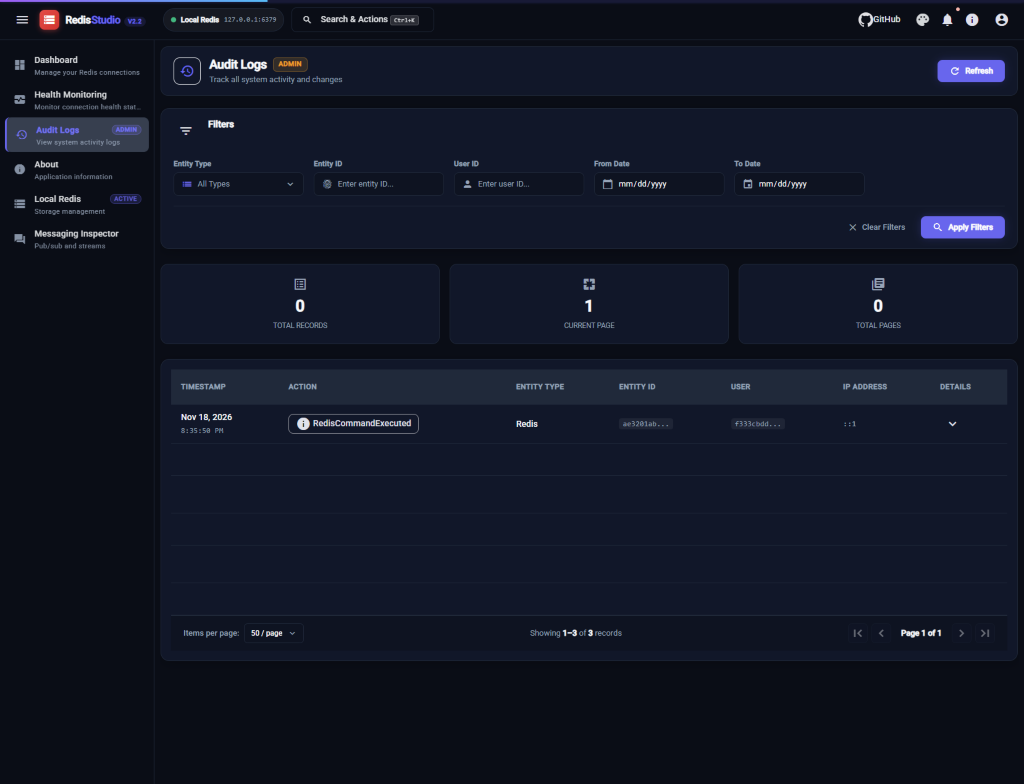 RedisStudio V2.2
Local Redis 127.0.0.1:6379
Search & Actions Ctrl+K
GitHub
Dashboard
Manage your Redis connections
Health Monitoring
Monitor connection health stat...
Audit Logs ADMIN
View system activity logs
About
Application information
Local Redis ACTIVE
Storage management
Messaging Inspector
Pub/sub and streams
Audit Logs ADMIN
Track all system activity and changes
Refresh
Filters
Entity Type
All Types
Entity ID
Enter entity ID...
User ID
Enter user ID...
From Date
mm/dd/yyyy
To Date
mm/dd/yyyy
Clear Filters
Apply Filters
0
TOTAL RECORDS
1
CURRENT PAGE
0
TOTAL PAGES
TIMESTAMP ACTION ENTITY TYPE ENTITY ID USER IP ADDRESS DETAILS
Nov 18, 2026
8:35:50 PM
RedisCommandExecuted Redis ae3201ab... f333cbdd... ::1
Items per page: 50 / page
Showing 1–3 of 3 records
Page 1 of 1